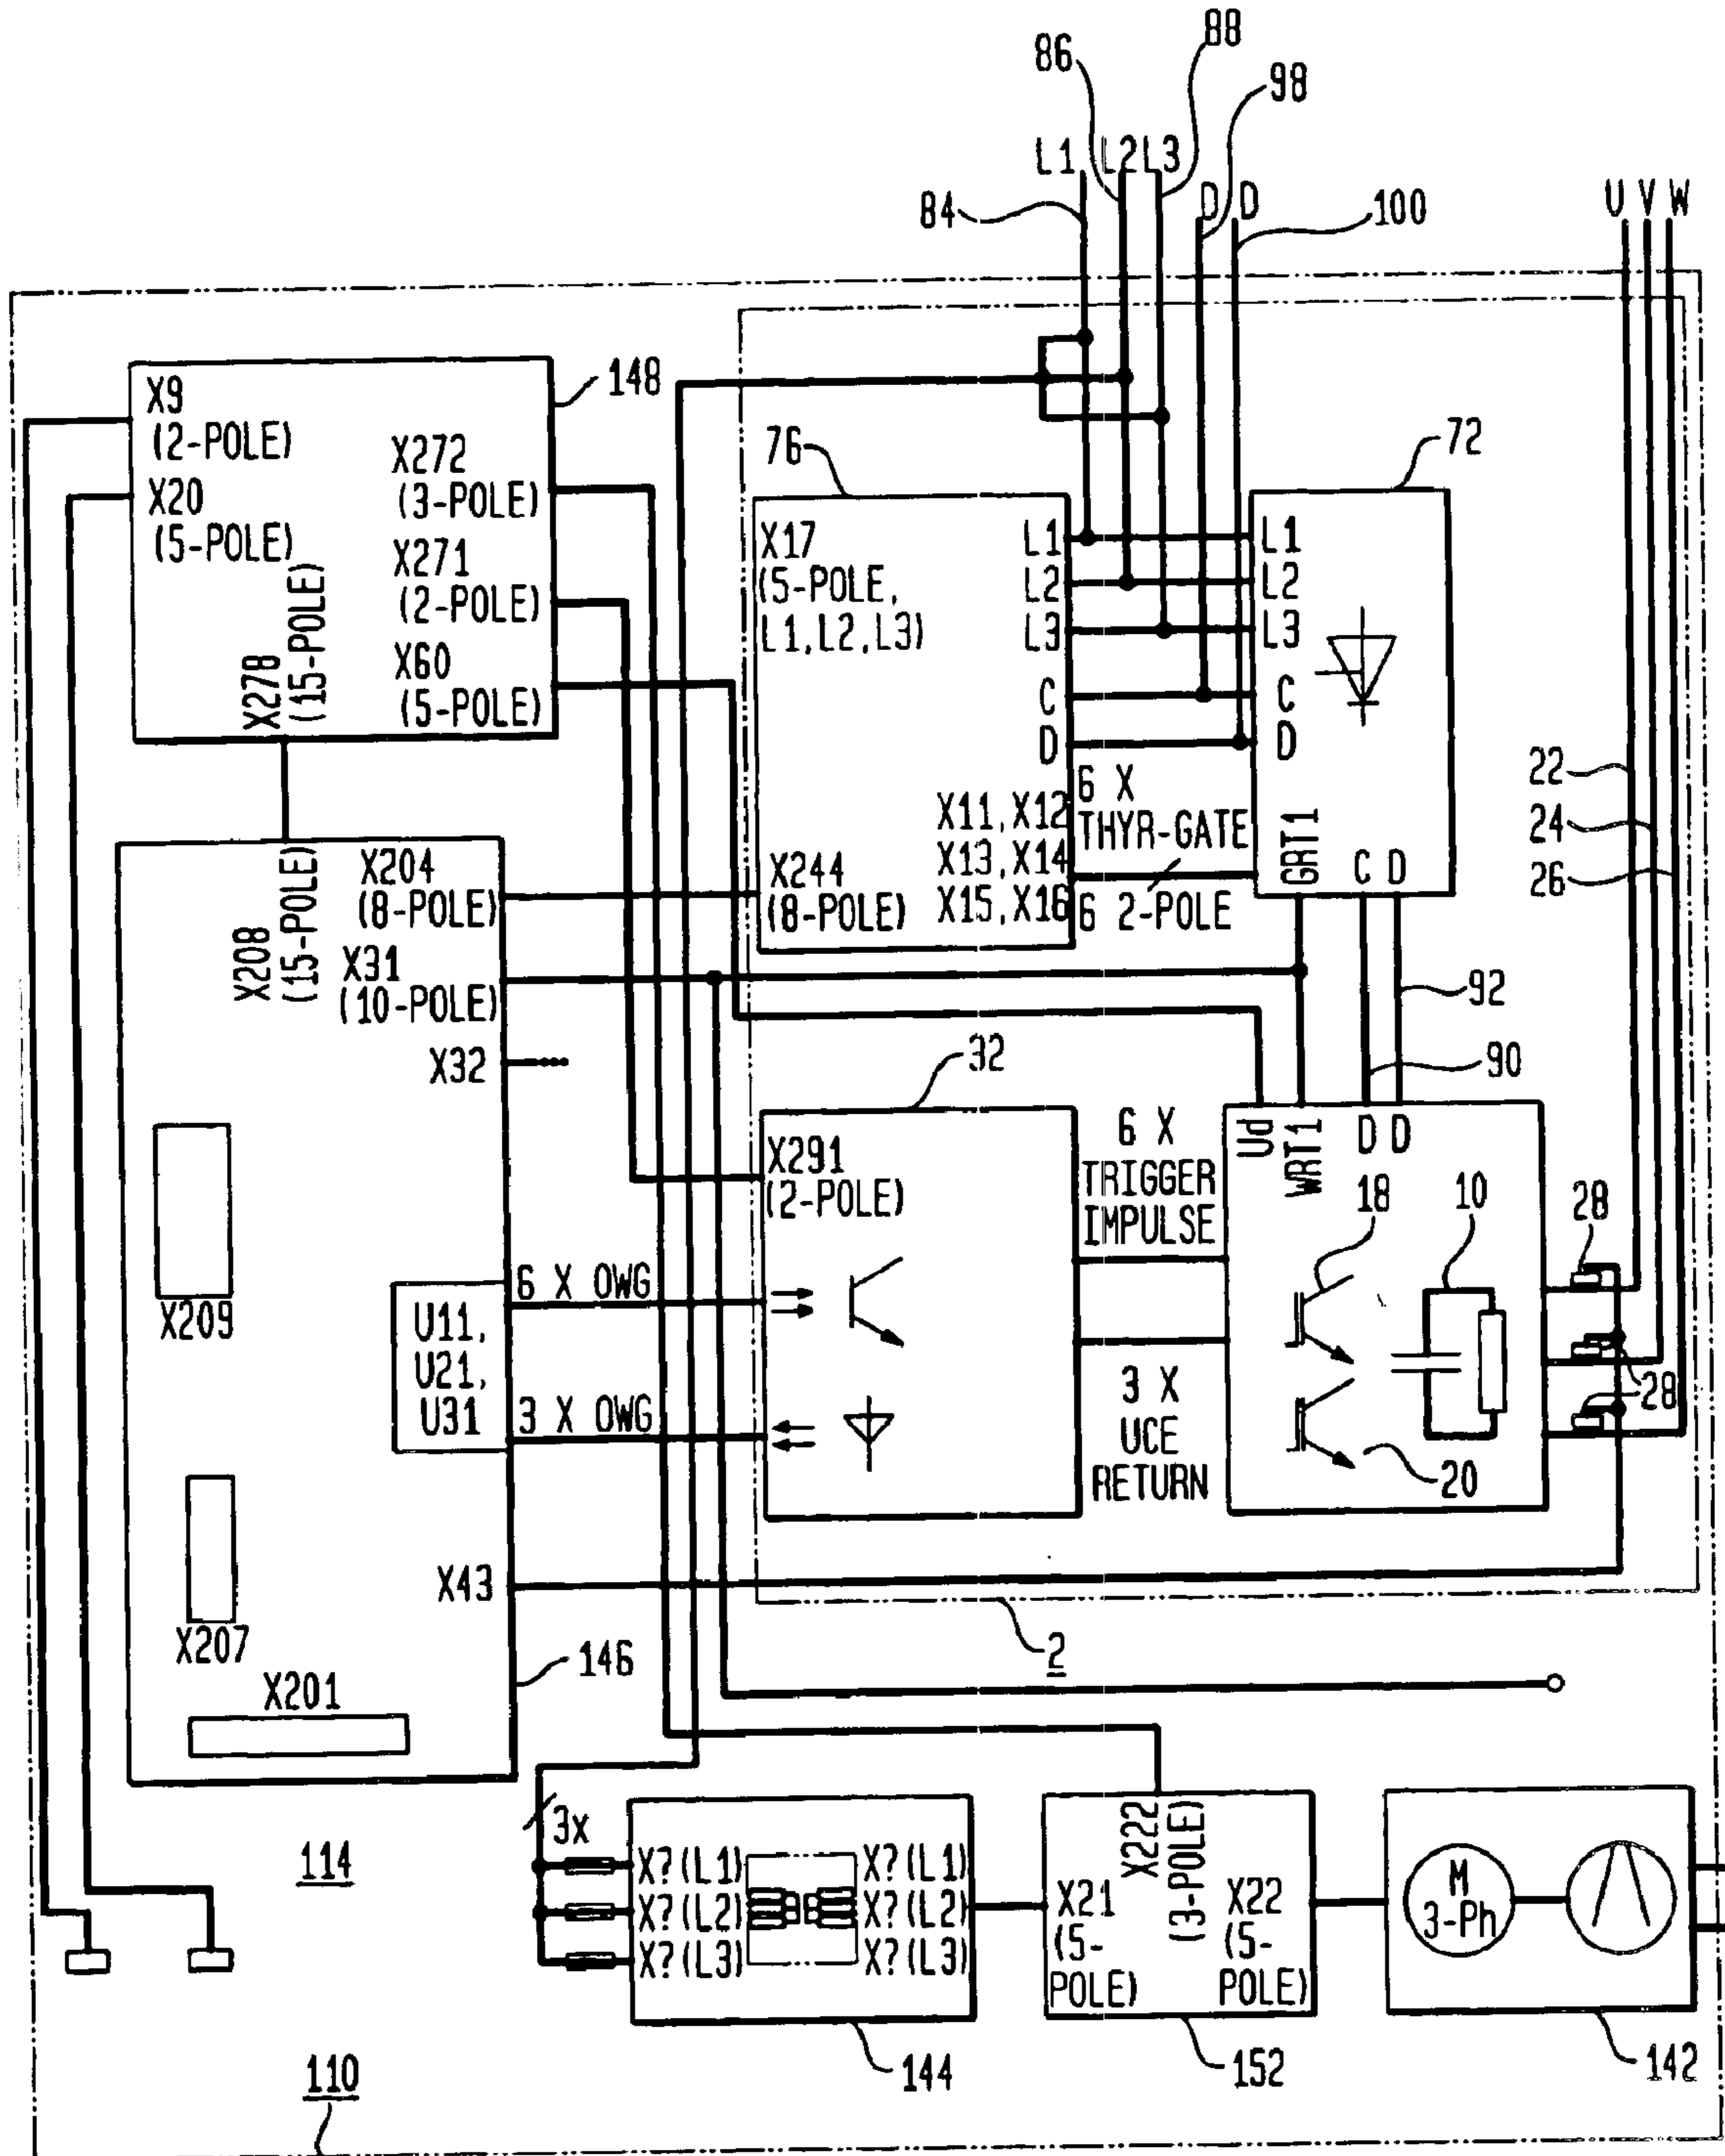 88
86
98
L1 L2 L3
84
D D
100
U V W
148
X9
(2-POLE)
X272
(3-POLE)
X20
(5-POLE)
X271
(2-POLE)
X278
(15-POLE)
X60
(5-POLE)
76
72
X17
(5-POLE,
L1,L2,L3)
L1
L2
L3
C
D
L1
L2
L3
C
D
X11,X12
X13,X14
X15,X16
6 X
THYR-GATE
6 2-POLE
X244
(8-POLE)
GRT1
C D
22
24
26
X204
(8-POLE)
X208
(15-POLE)
X31
(10-POLE)
X32
92
90
32
X291
(2-POLE)
6 X
TRIGGER
IMPULSE
Ud
WRT1
D D
18
10
28
X209
6 X OWG
U11,
U21,
U31
3 X OWG
3 X
UCE
RETURN
28
20
X43
X207
2
146
X201
114
3x
X?(L1)
X?(L2)
X?(L3)
X?(L1)
X?(L2)
X?(L3)
X222
(3-POLE)
X21
(5-
POLE)
X22
(5-
POLE)
M
3-Ph
144
152
142
110